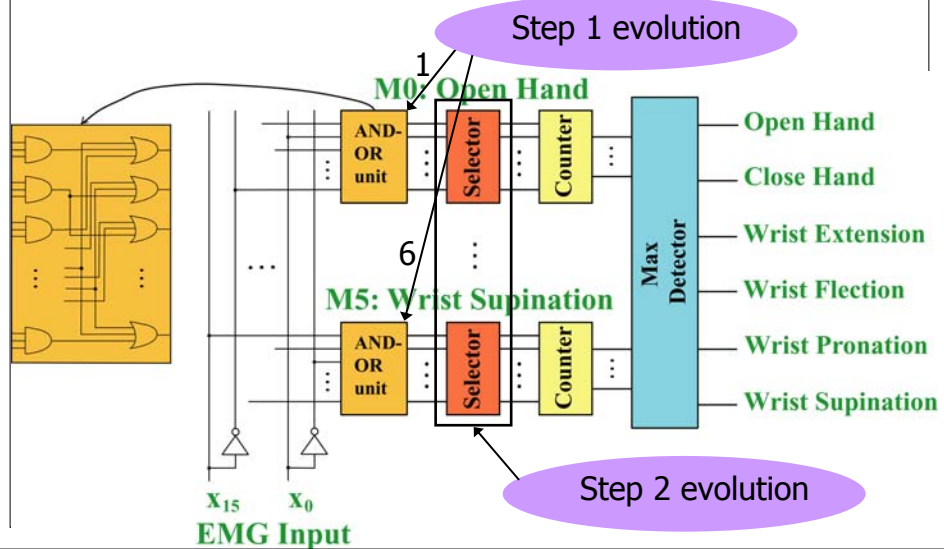 Step 1 evolution
1
M0: Open Hand
AND-
OR
unit
Selector
Counter
Open Hand
Close Hand
Wrist Extension
Wrist Flection
Wrist Pronation
Wrist Supination
Max
Detector
6
M5: Wrist Supination
AND-
OR
unit
Selector
Counter
Step 2 evolution
x₁₅ x₀
EMG Input